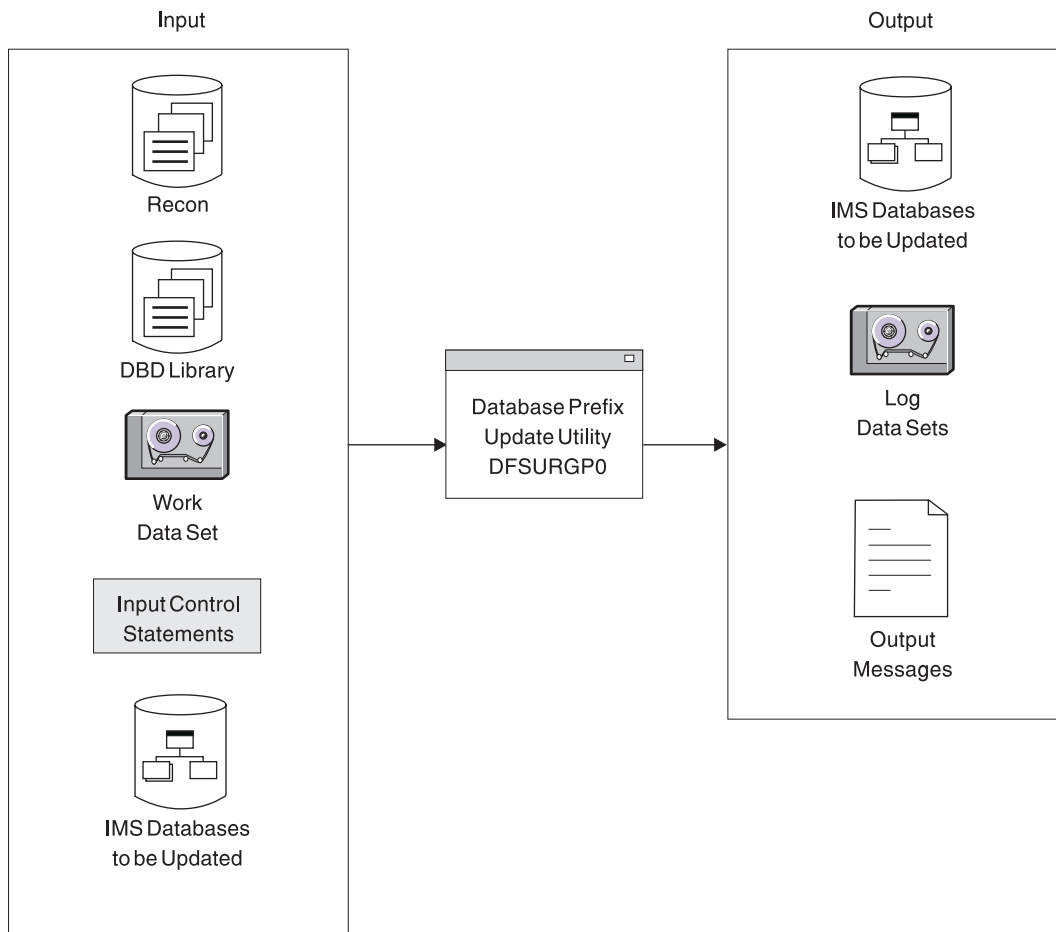 Input
Recon
DBD Library
Work
Data Set
Input Control
Statements
IMS Databases
to be Updated
Database Prefix
Update Utility
DFSURGP0
Output
IMS Databases
to be Updated
Log
Data Sets
Output
Messages